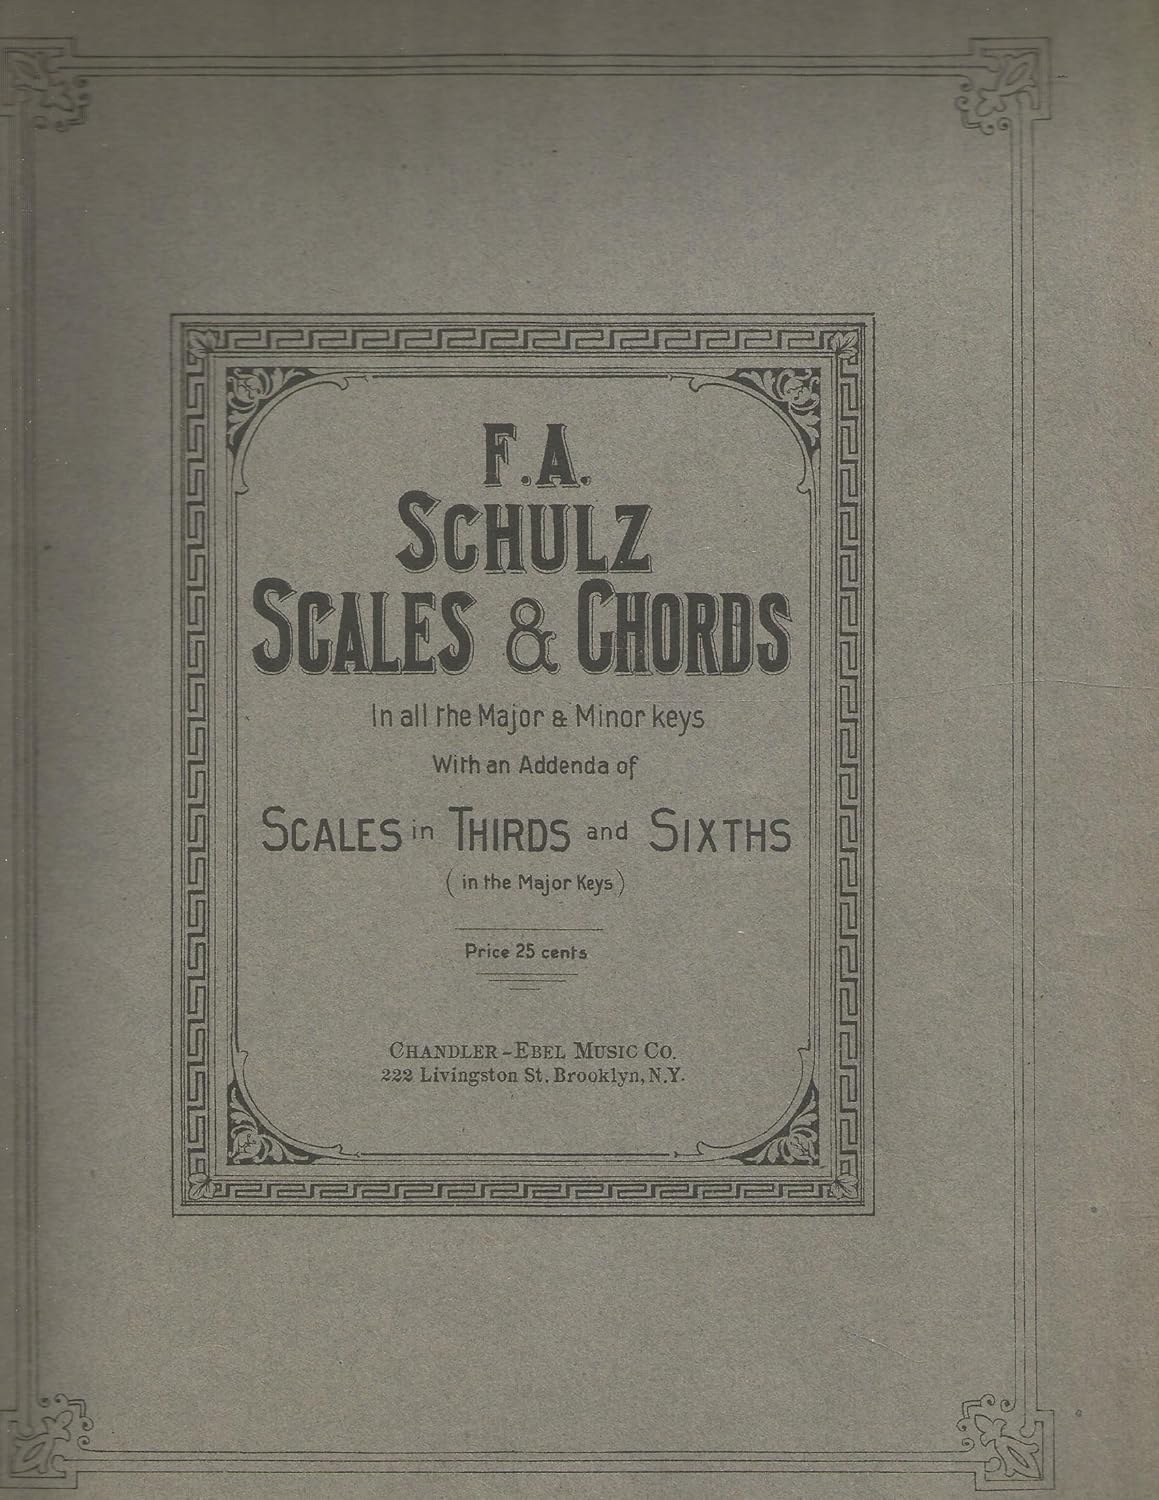 F.A.
SCHULZ
SCALES & CHORDS
In all the Major & Minor keys
With an Addenda of
SCALES in THIRDS and SIXTHS
(in the Major Keys)
Price 25 cents
CHANDLER-EBEL MUSIC CO.
222 Livingston St. Brooklyn, N.Y.